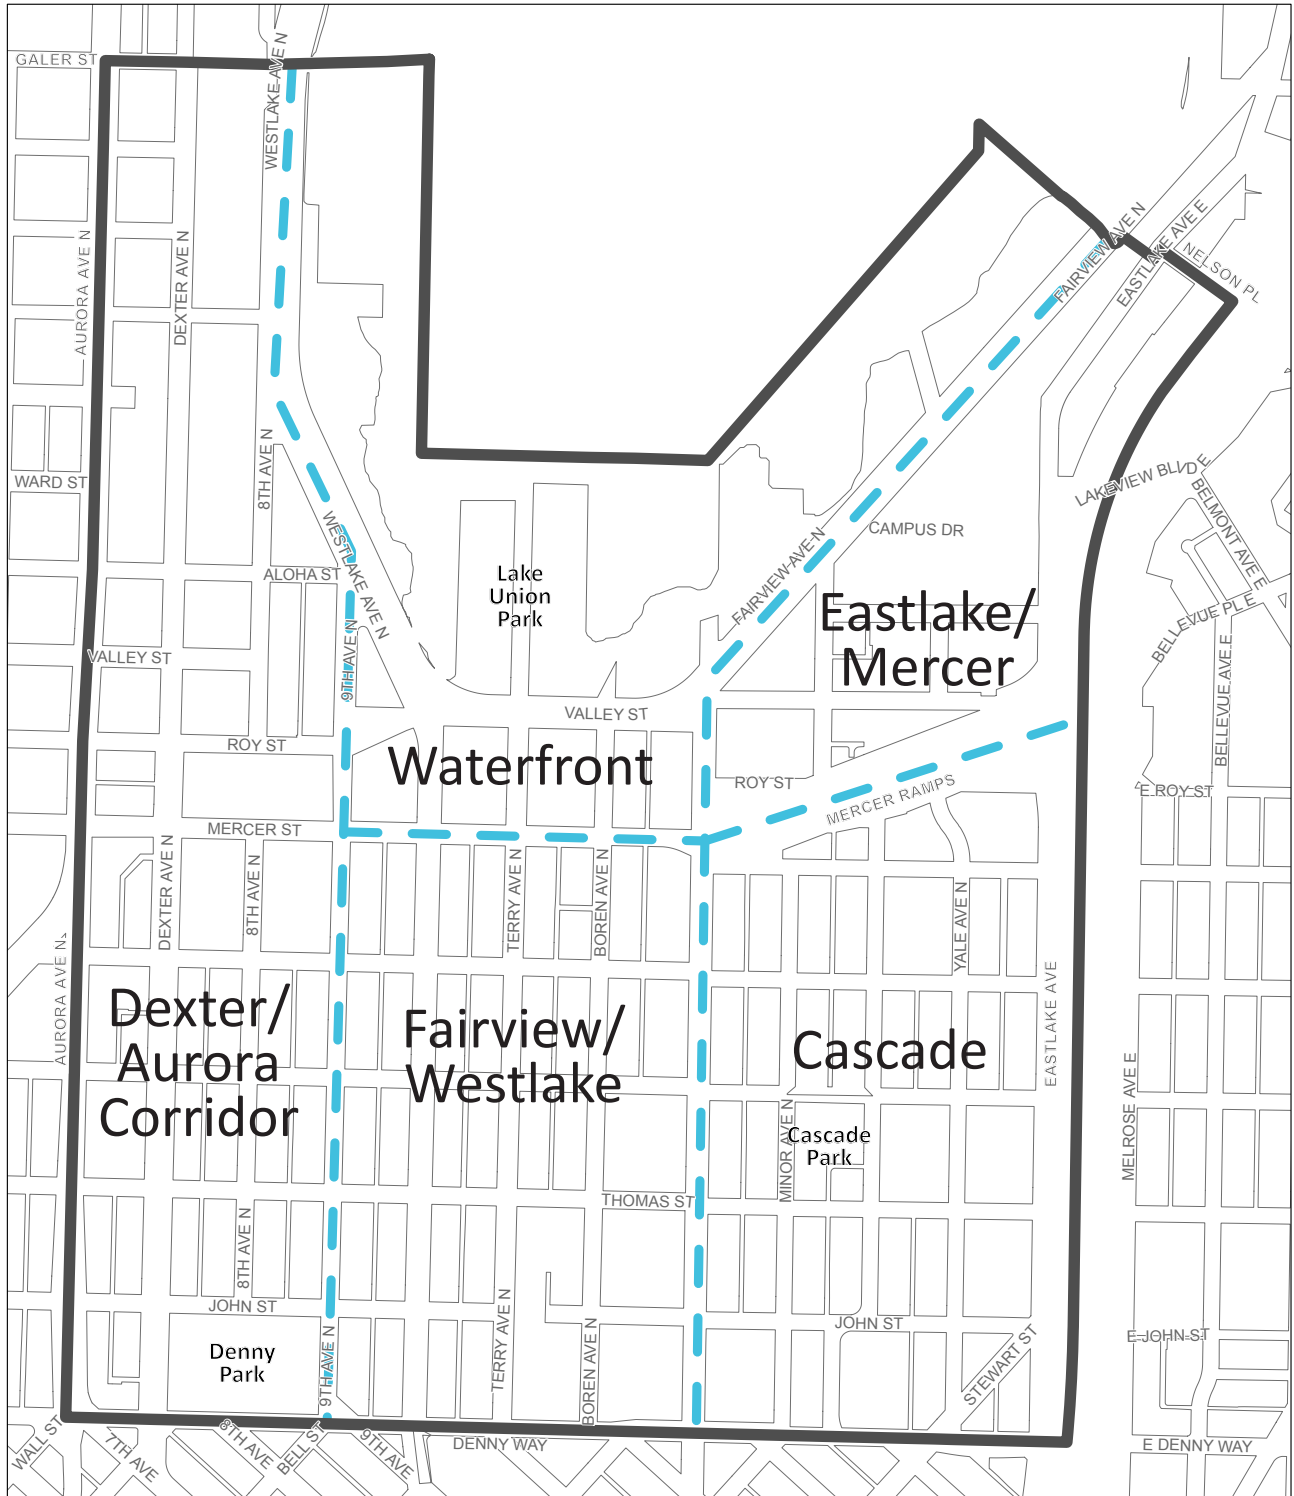 GALER ST
WESTLAKE AVE N
AURORA AVE N
DEXTER AVE N
FAIRVIEW AVE N
EASTLAKE AVE E
NELSON PL
8TH AVE N
WARD ST
LAKEVIEW BLVD E
BELMONT AVE E
CAMPUS DR
WESTLAKE AVE N
FAIRVIEW AVE N
ALOHA ST
Lake
Union
Park
Eastlake/
Mercer
BELLEVUE PL E
BELLEVUE AVE E
VALLEY ST
9TH AVE N
VALLEY ST
ROY ST
Waterfront
ROY ST
MERCER RAMPS
E ROY ST
MERCER ST
DEXTER AVE N
8TH AVE N
TERRY AVE N
BOREN AVE N
YALE AVE N
AURORA AVE N
EASTLAKE AVE
Dexter/
Aurora
Corridor
Fairview/
Westlake
Cascade
MELROSE AVE E
MINOR AVE N
Cascade
Park
THOMAS ST
8TH AVE N
JOHN ST
JOHN ST
E JOHN ST
Denny
Park
9TH AVE N
TERRY AVE N
BOREN AVE N
STEWART ST
WALL ST
7TH AVE
8TH AVE
BELL ST
9TH AVE
DENNY WAY
E DENNY WAY